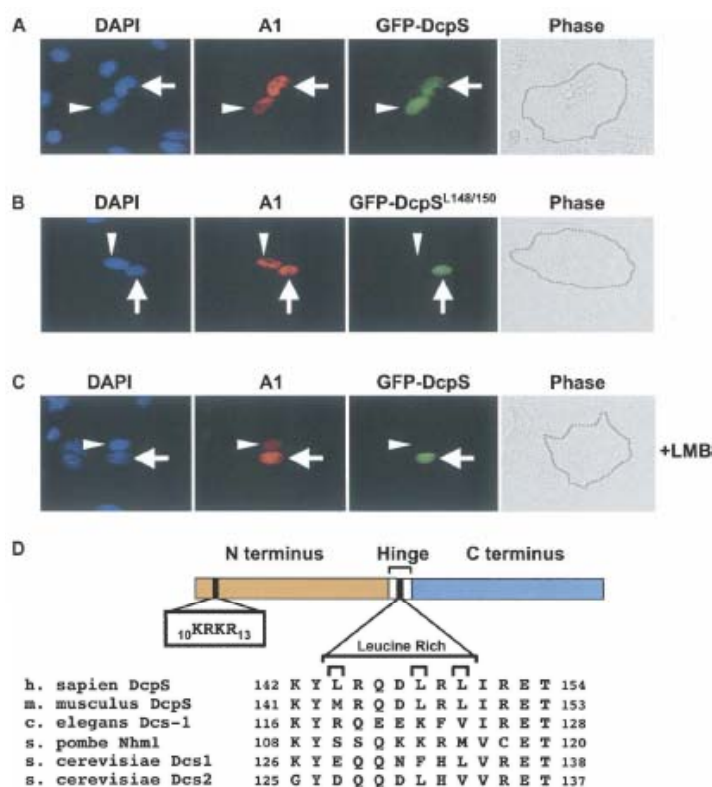 A
DAPI A1 GFP-DcpS Phase
B
DAPI A1 GFP-DcpS^L148/150 Phase
C
DAPI A1 GFP-DcpS Phase
+LMB
D
N terminus Hinge C terminus
10KRKR13
Leucine Rich
h. sapien DcpS 142 K Y L R Q D L R L I R E T 154
m. musculus DcpS 141 K Y M R Q D L R L I R E T 153
c. elegans Dcs-1 116 K Y R Q E E K F V I R E T 128
s. pombe Nhm1 108 K Y S S Q K K R M V C E T 120
s. cerevisiae Dcs1 126 K Y E Q Q N F H L V R E T 138
s. cerevisiae Dcs2 125 G Y D Q Q D L H V V R E T 137